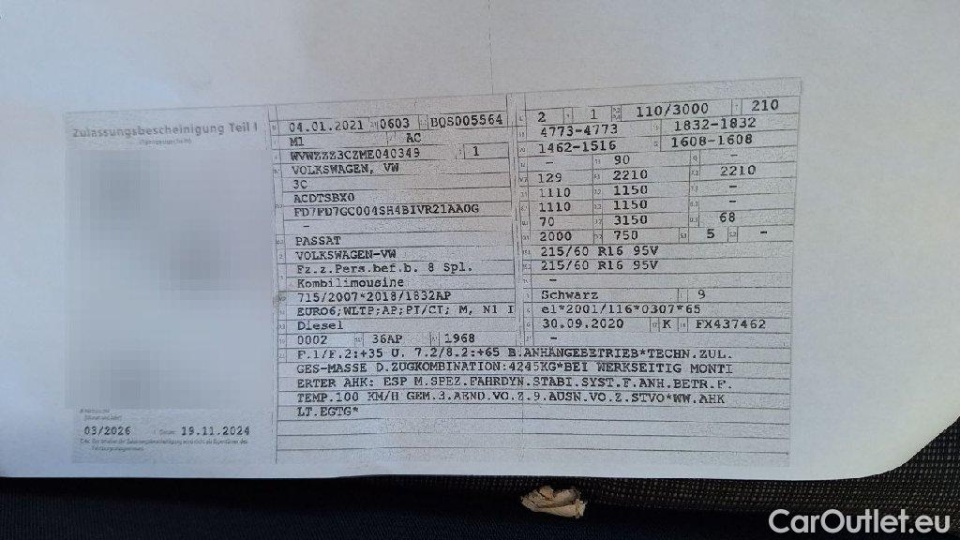 Zulassungsbescheinigung Teil I
03/2026 Datum: 19.11.2024
04.01.2021 0603 BQS005564
M1 AC
WVWZZZ3CZME040349 1
VOLKSWAGEN, VW
3C
ACDTSBX0
FD7FD7GC004SH4BIVR21AA0G
-
PASSAT
VOLKSWAGEN-VW
Fz.z.Pers.bef.b. 8 Spl.
Kombilimousine
715/2007*2018/1832AP
EURO6;WLTP;AP;PI/CI; M, N1 I
Diesel
0002 36AP 1968
2 1 110/3000 210
4773-4773 1832-1832
1462-1516 1608-1608
- 90 -
129 2210 2210
1110 1150 -
1110 1150 -
70 3150 68
2000 750 5 -
215/60 R16 95V
215/60 R16 95V
-
Schwarz 9
e1*2001/116*0307*65
30.09.2020 K FX437462
-
F.1/F.2:+35 U. 7.2/8.2:+65 B.ANHÄNGEBETRIEB*TECHN.ZUL.
GES-MASSE D.ZUGKOMBINATION:4245KG*BEI WERKSEITIG MONTI
ERTER AHK: ESP M.SPEZ.FAHRDYN.STABI.SYST.F.ANH.BETR.F.
TEMP.100 KM/H GEM.3.AEND.VO.Z.9.AUSN.VO.Z.STVO*WW.AHK
LT.EGTG*
CarOutlet.eu